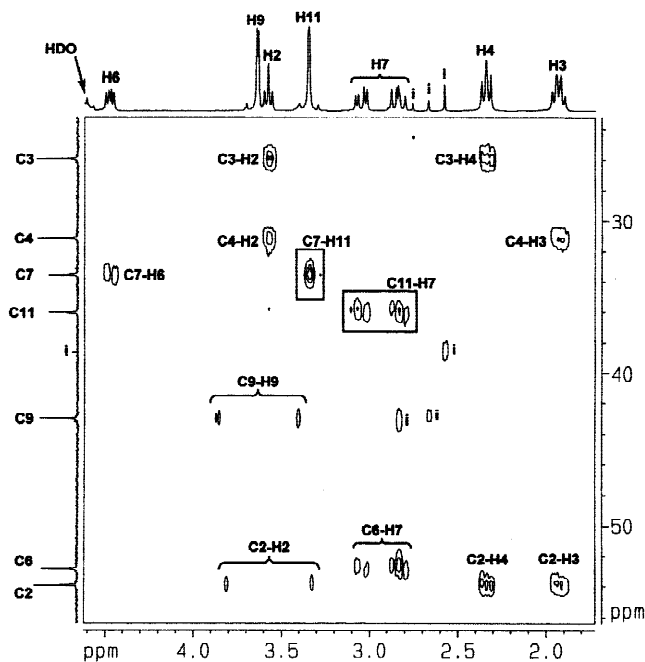 HDO
H6
H9
H2
H11
H7
i
i
i
H4
H3
C3
C3-H2
C3-H4
C4
C4-H2
C7-H11
C4-H3
30
C7
C7-H6
C11-H7
C11
i
i
40
C9-H9
C9
i
i
50
C6-H7
C2-H2
C2-H4
C2-H3
C6
C2
ppm
ppm
4.0
3.5
3.0
2.5
2.0